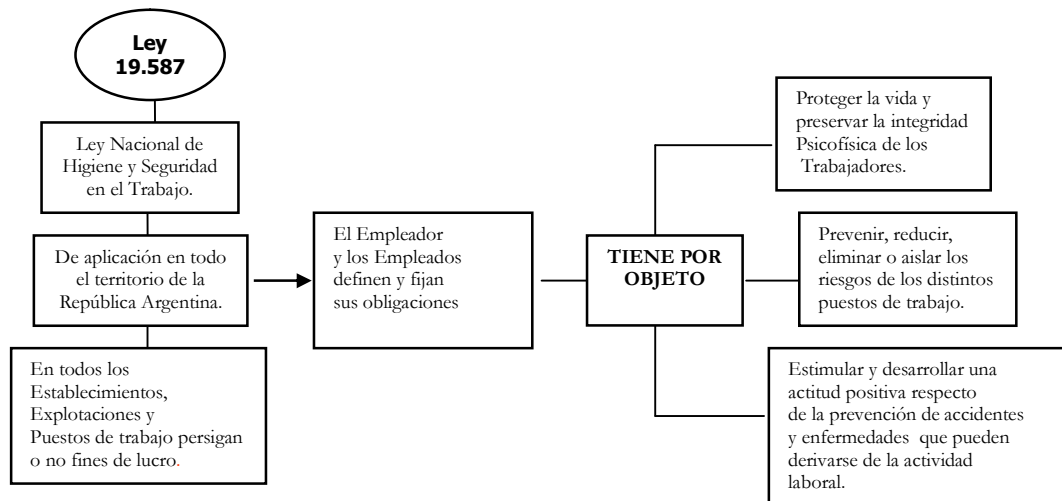 Ley
19.587
Ley Nacional de
Higiene y Seguridad
en el Trabajo.
De aplicación en todo
el territorio de la
República Argentina.
En todos los
Establecimientos,
Explotaciones y
Puestos de trabajo persigan
o no fines de lucro.
El Empleador
y los Empleados
definen y fijan
sus obligaciones
TIENE POR
OBJETO
Proteger la vida y
preservar la integridad
Psicofísica de los
Trabajadores.
Prevenir, reducir,
eliminar o aislar los
riesgos de los distintos
puestos de trabajo.
Estimular y desarrollar una
actitud positiva respecto
de la prevención de accidentes
y enfermedades que pueden
derivarse de la actividad
laboral.